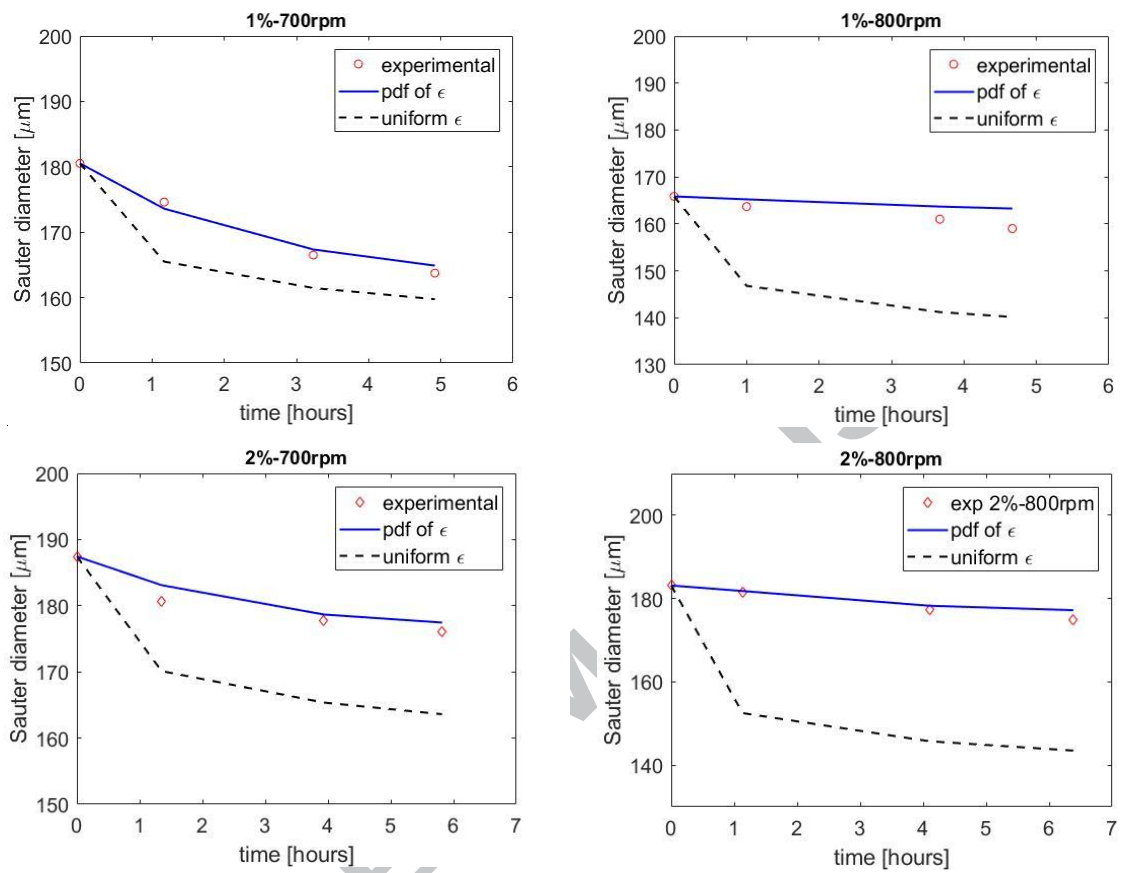 1%-700rpm
200
190
180
170
160
150
0 1 2 3 4 5 6
Sauter diameter [μm]
time [hours]
experimental
pdf of ϵ
uniform ϵ
1%-800rpm
200
190
180
170
160
150
140
130
0 1 2 3 4 5 6
Sauter diameter [μm]
time [hours]
experimental
pdf of ϵ
uniform ϵ
2%-700rpm
200
190
180
170
160
150
0 1 2 3 4 5 6 7
Sauter diameter [μm]
time [hours]
experimental
pdf of ϵ
uniform ϵ
2%-800rpm
200
180
160
140
0 1 2 3 4 5 6 7
Sauter diameter [μm]
time [hours]
exp 2%-800rpm
pdf of ϵ
uniform ϵ